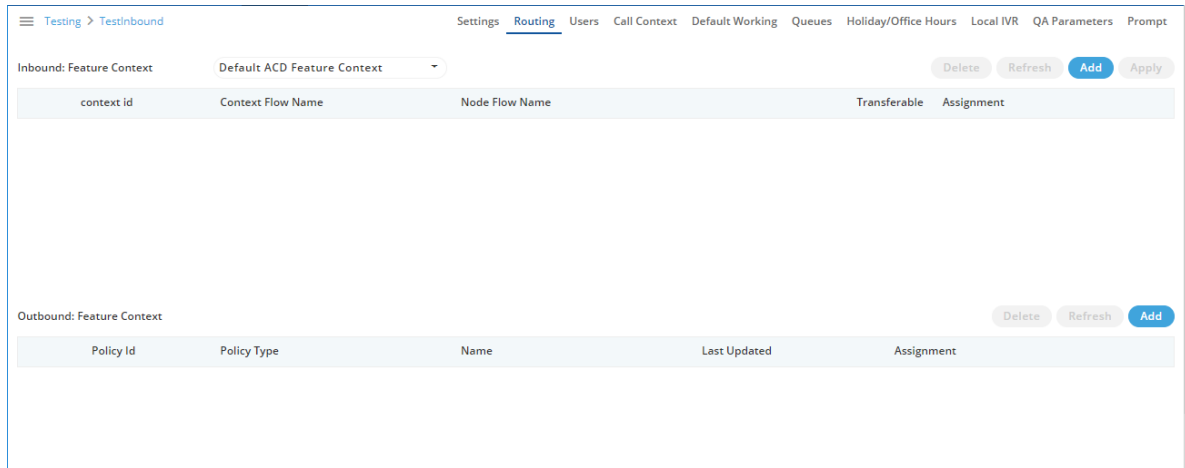 Testing > TestInbound Settings Routing Users Call Context Default Working Queues Holiday/Office Hours Local IVR QA Parameters Prompt
Inbound: Feature Context Default ACD Feature Context Delete Refresh Add Apply
context id Context Flow Name Node Flow Name Transferable Assignment
Outbound: Feature Context Delete Refresh Add
Policy Id Policy Type Name Last Updated Assignment